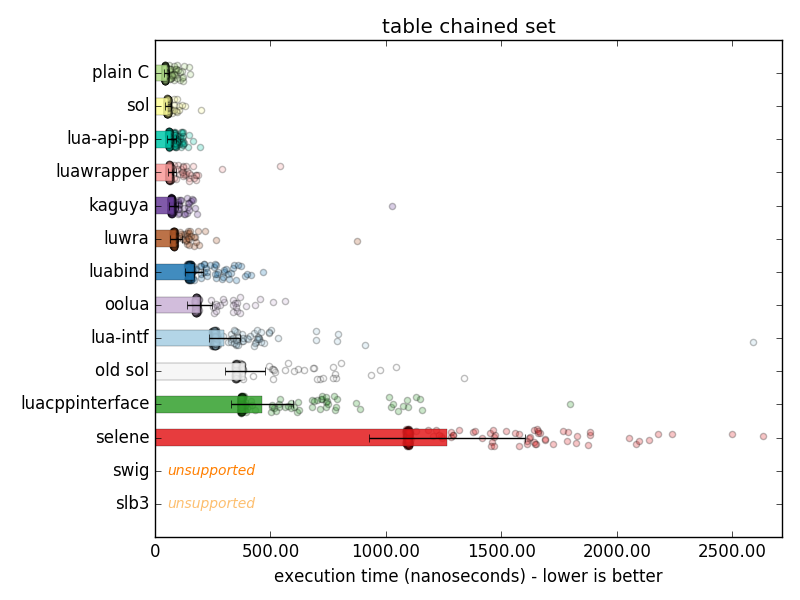 table chained set
plain C
sol
lua-api-pp
luawrapper
kaguya
luwra
luabind
oolua
lua-intf
old sol
luacppinterface
selene
swig unsupported
slb3 unsupported
0 500.00 1000.00 1500.00 2000.00 2500.00
execution time (nanoseconds) - lower is better